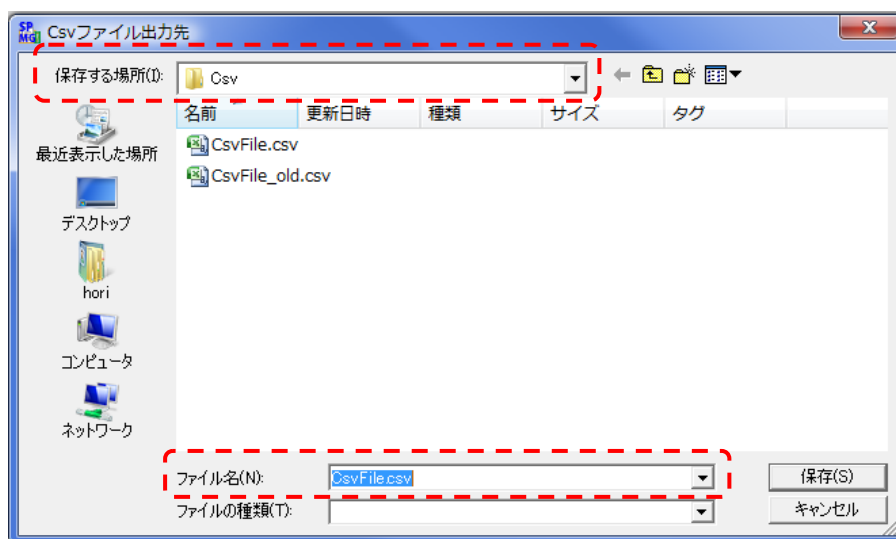 SP MG Csvファイル出力先
保存する場所(I): Csv
名前 更新日時 種類 サイズ タグ
CsvFile.csv
CsvFile_old.csv
最近表示した場所
デスクトップ
hori
コンピュータ
ネットワーク
ファイル名(N): CsvFile.csv 保存(S)
ファイルの種類(T): キャンセル